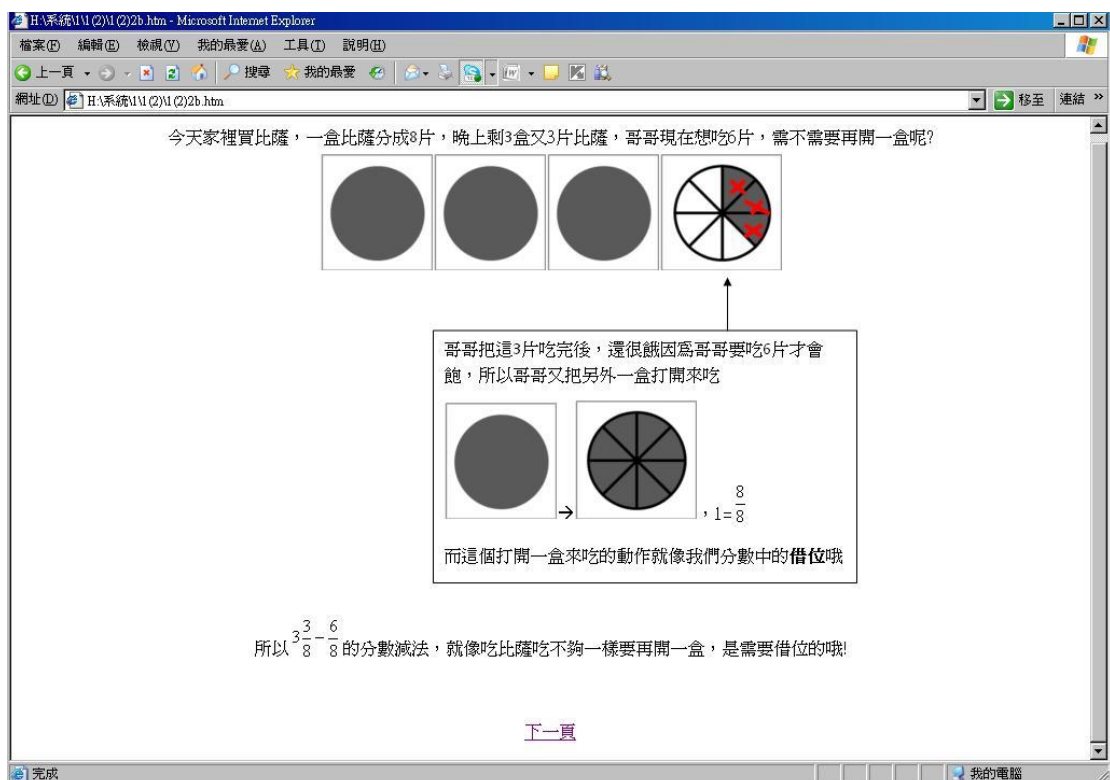 H:\系統\1\1 (2)\1 (2)2b.htm - Microsoft Internet Explorer
檔案(F) 編輯(E) 檢視(V) 我的最愛(A) 工具(T) 說明(H)
上一頁 搜尋 我的最愛
網址(D) H:\系統\1\1 (2)\1 (2)2b.htm 移至 連結 »
今天家裡買比薩,一盒比薩分成8片,晚上剩3盒又3片比薩,哥哥現在想吃6片,需不需要再開一盒呢?
哥哥把這3片吃完後,還很餓因為哥哥要吃6片才會
飽,所以哥哥又把另外一盒打開來吃
→ ,1=8/8
而這個打開一盒來吃的動作就像我們分數中的借位哦
所以 3 3/8 − 6/8 的分數減法,就像吃比薩吃不夠一樣要再開一盒,是需要借位的哦!
下一頁
完成 我的電腦